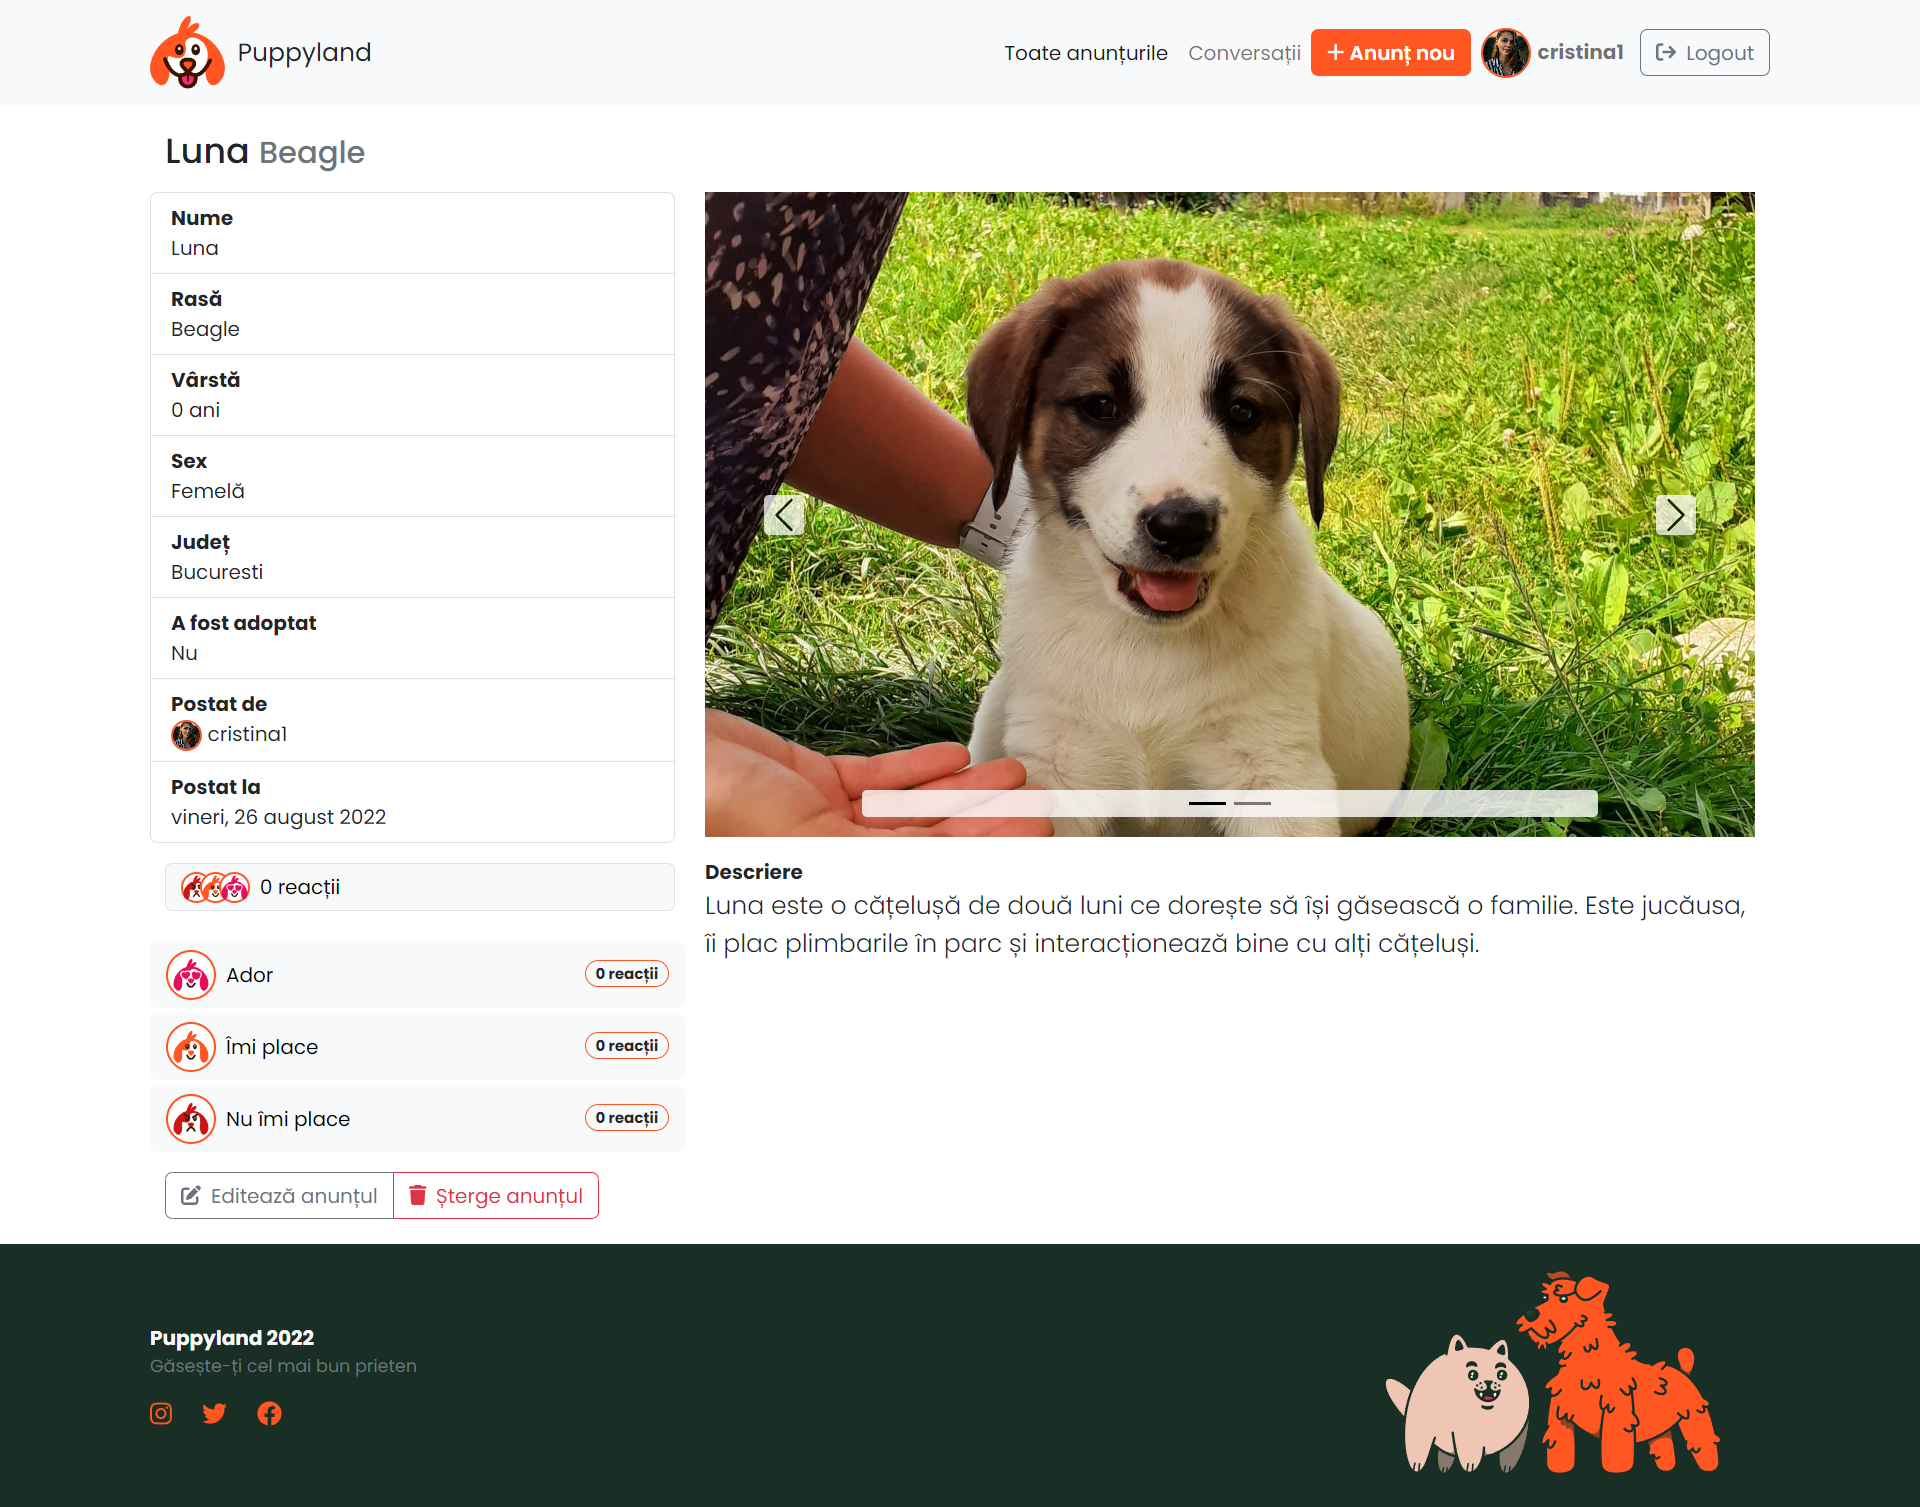 Puppyland
Toate anunțurile
Conversații
+ Anunț nou
cristina1
Logout
Luna Beagle
Nume
Luna
Rasă
Beagle
Vârstă
0 ani
Sex
Femelă
Județ
Bucuresti
A fost adoptat
Nu
Postat de
cristina1
Postat la
vineri, 26 august 2022
0 reacții
Ador
0 reacții
Îmi place
0 reacții
Nu îmi place
0 reacții
Editează anunțul
Șterge anunțul
Descriere
Luna este o cățelușă de două luni ce dorește să își găsească o familie. Este jucăusa,
îi plac plimbarile în parc și interacționează bine cu alți cățeluși.
Puppyland 2022
Găsește-ți cel mai bun prieten